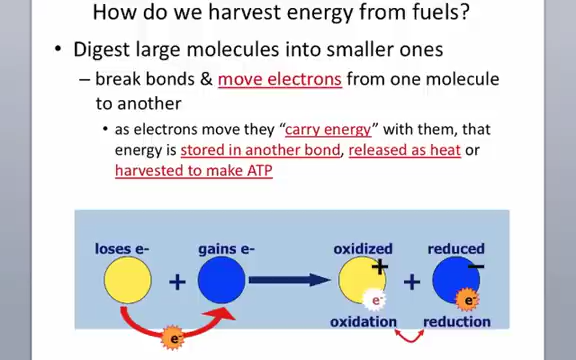 How do we harvest energy from fuels?
• Digest large molecules into smaller ones
– break bonds & move electrons from one molecule
to another
• as electrons move they “carry energy” with them, that
energy is stored in another bond, released as heat or
harvested to make ATP
loses e- gains e- oxidized reduced
+ + + –
e- e-
oxidation reduction
e-